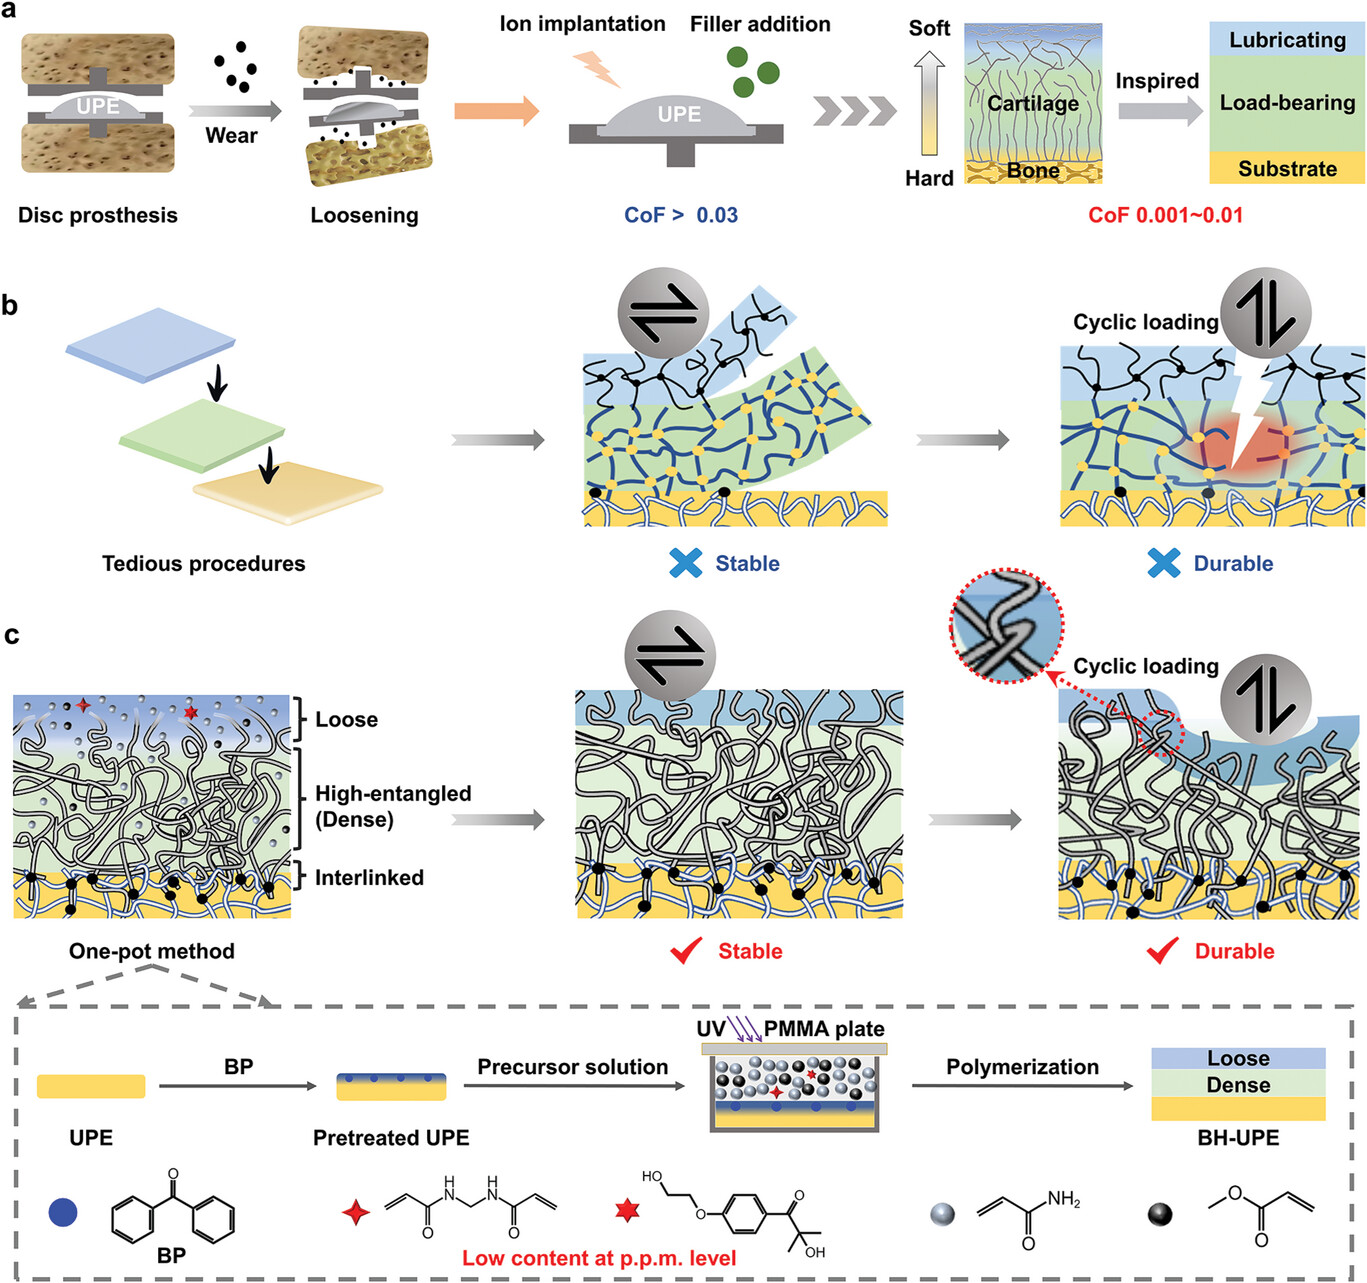 a
Ion implantation
Filler addition
Soft
Lubricating
UPE
Wear
UPE
Cartilage
Inspired
Load-bearing
Hard
Bone
Substrate
Disc prosthesis
Loosening
CoF > 0.03
CoF 0.001~0.01
b
Cyclic loading
Tedious procedures
Stable
Durable
c
Cyclic loading
Loose
High-entangled
(Dense)
Interlinked
One-pot method
Stable
Durable
UV
PMMA plate
BP
Precursor solution
Polymerization
Loose
Dense
UPE
Pretreated UPE
BH-UPE
O
BP
H
N
H
N
O
O
HO
O
O
OH
NH₂
O
O
O
Low content at p.p.m. level